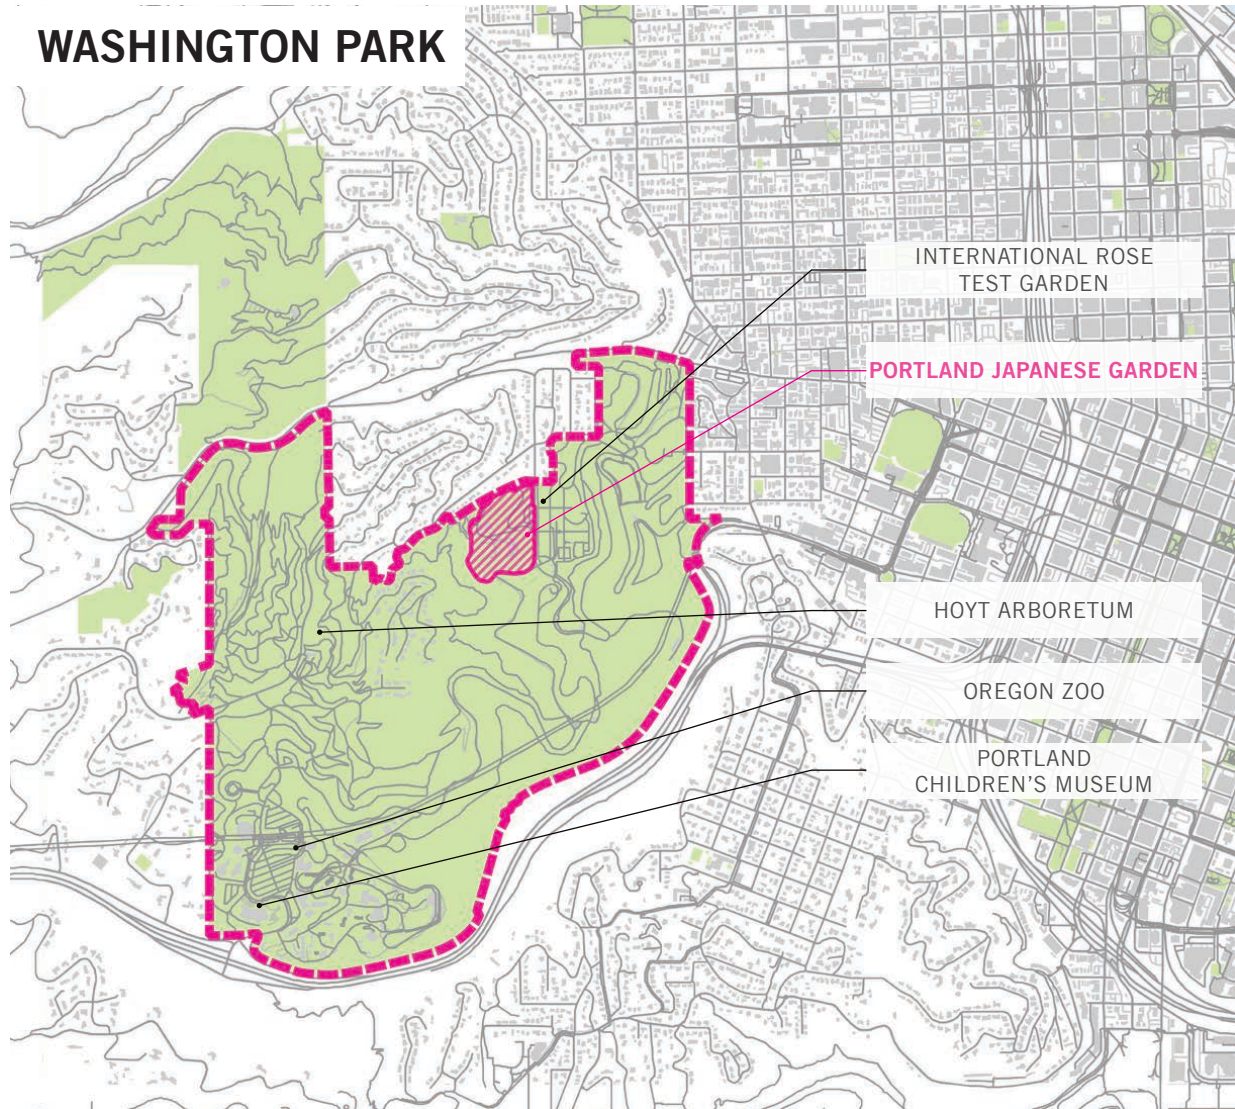 WASHINGTON PARK
INTERNATIONAL ROSE
TEST GARDEN
PORTLAND JAPANESE GARDEN
HOYT ARBORETUM
OREGON ZOO
PORTLAND
CHILDREN'S MUSEUM